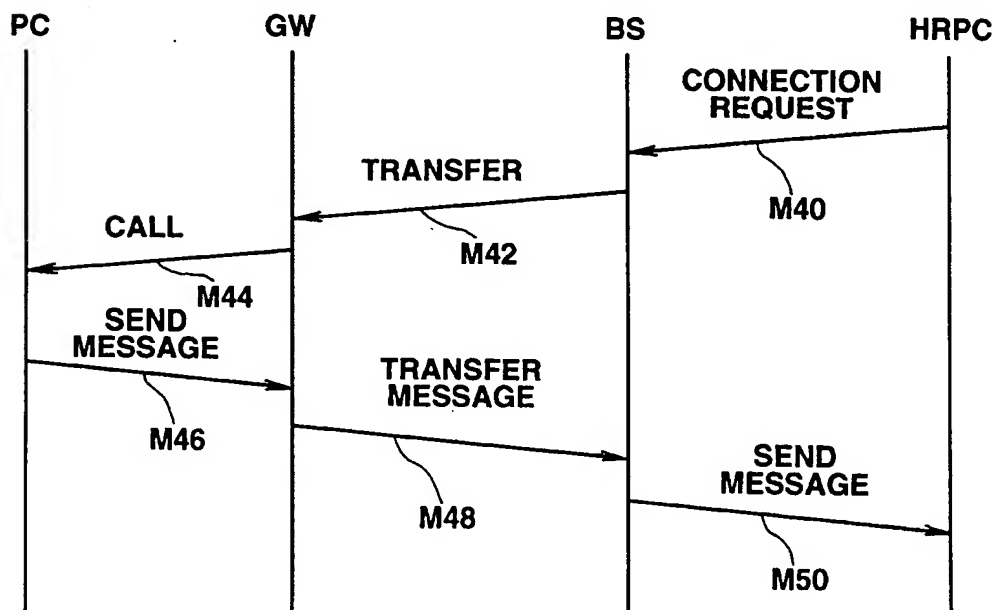 PC GW BS HRPC
CONNECTION
REQUEST
M40
TRANSFER
M42
CALL
M44
SEND
MESSAGE
M46
TRANSFER
MESSAGE
M48
SEND
MESSAGE
M50